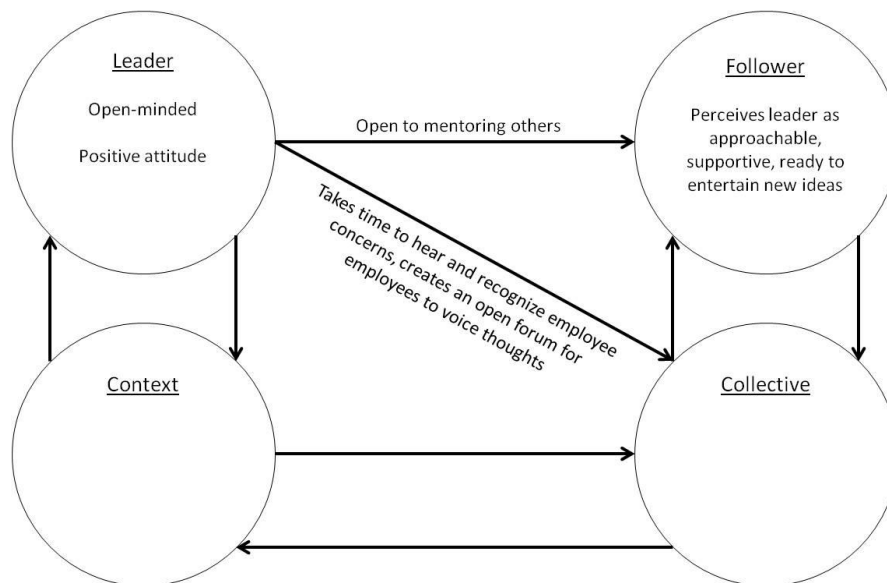 Leader
Open-minded
Positive attitude
Open to mentoring others
Follower
Perceives leader as
approachable,
supportive, ready to
entertain new ideas
Takes time to hear and recognize employee
concerns, creates an open forum for
employees to voice thoughts
Context
Collective